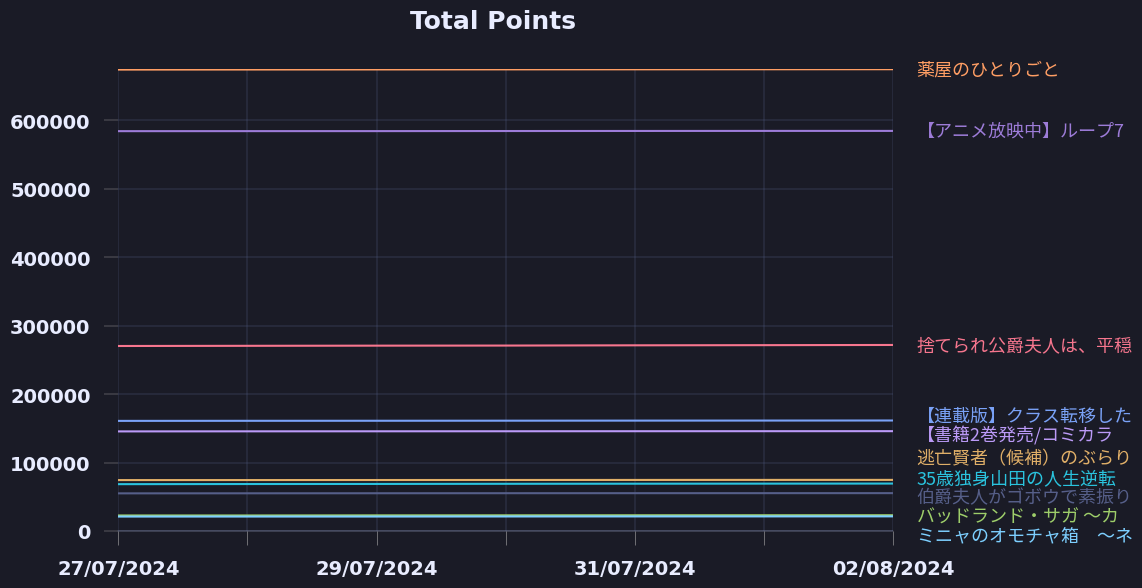 Total Points
薬屋のひとりごと
600000
【アニメ放映中】ループ7
500000
400000
300000
捨てられ公爵夫人は、平穏
200000
【連載版】クラス転移した
【書籍2巻発売/コミカラ
100000
逃亡賢者（候補）のぶらり
35歳独身山田の人生逆転
伯爵夫人がゴボウで素振り
バッドランド・サガ ～カ
0
ミニャのオモチャ箱　～ネ
27/07/2024 29/07/2024 31/07/2024 02/08/2024